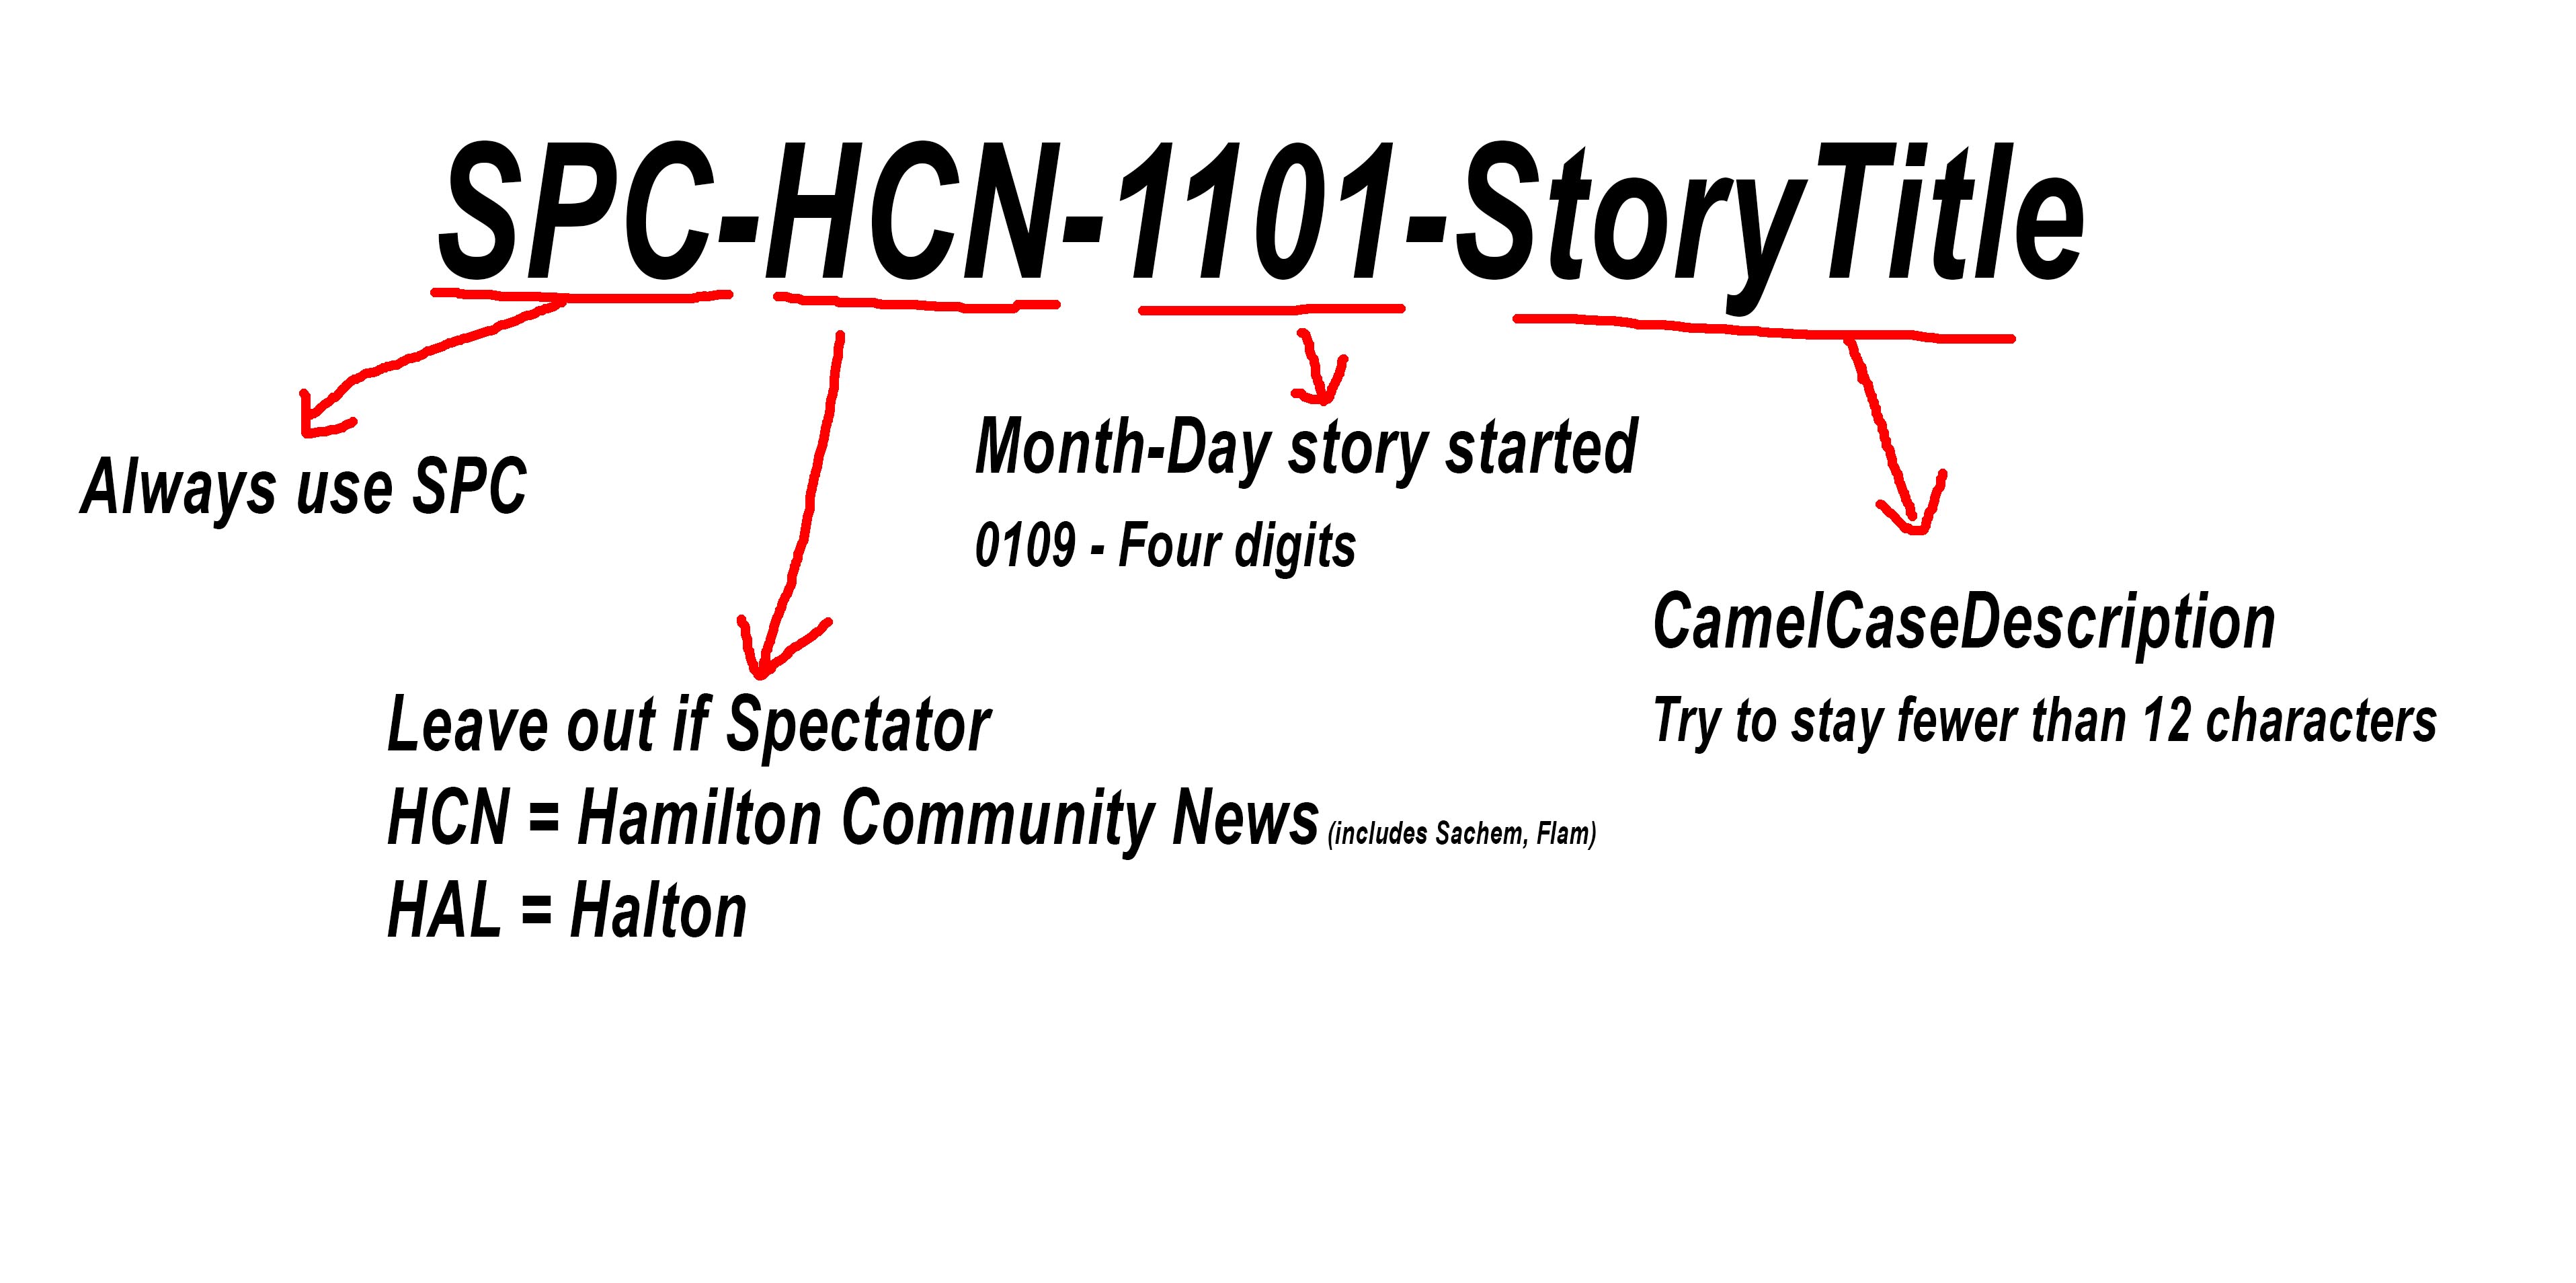 SPC-HCN-1101-StoryTitle
Always use SPC
Leave out if Spectator
HCN = Hamilton Community News (includes Sachem, Flam)
HAL = Halton
Month-Day story started
0109 - Four digits
CamelCaseDescription
Try to stay fewer than 12 characters